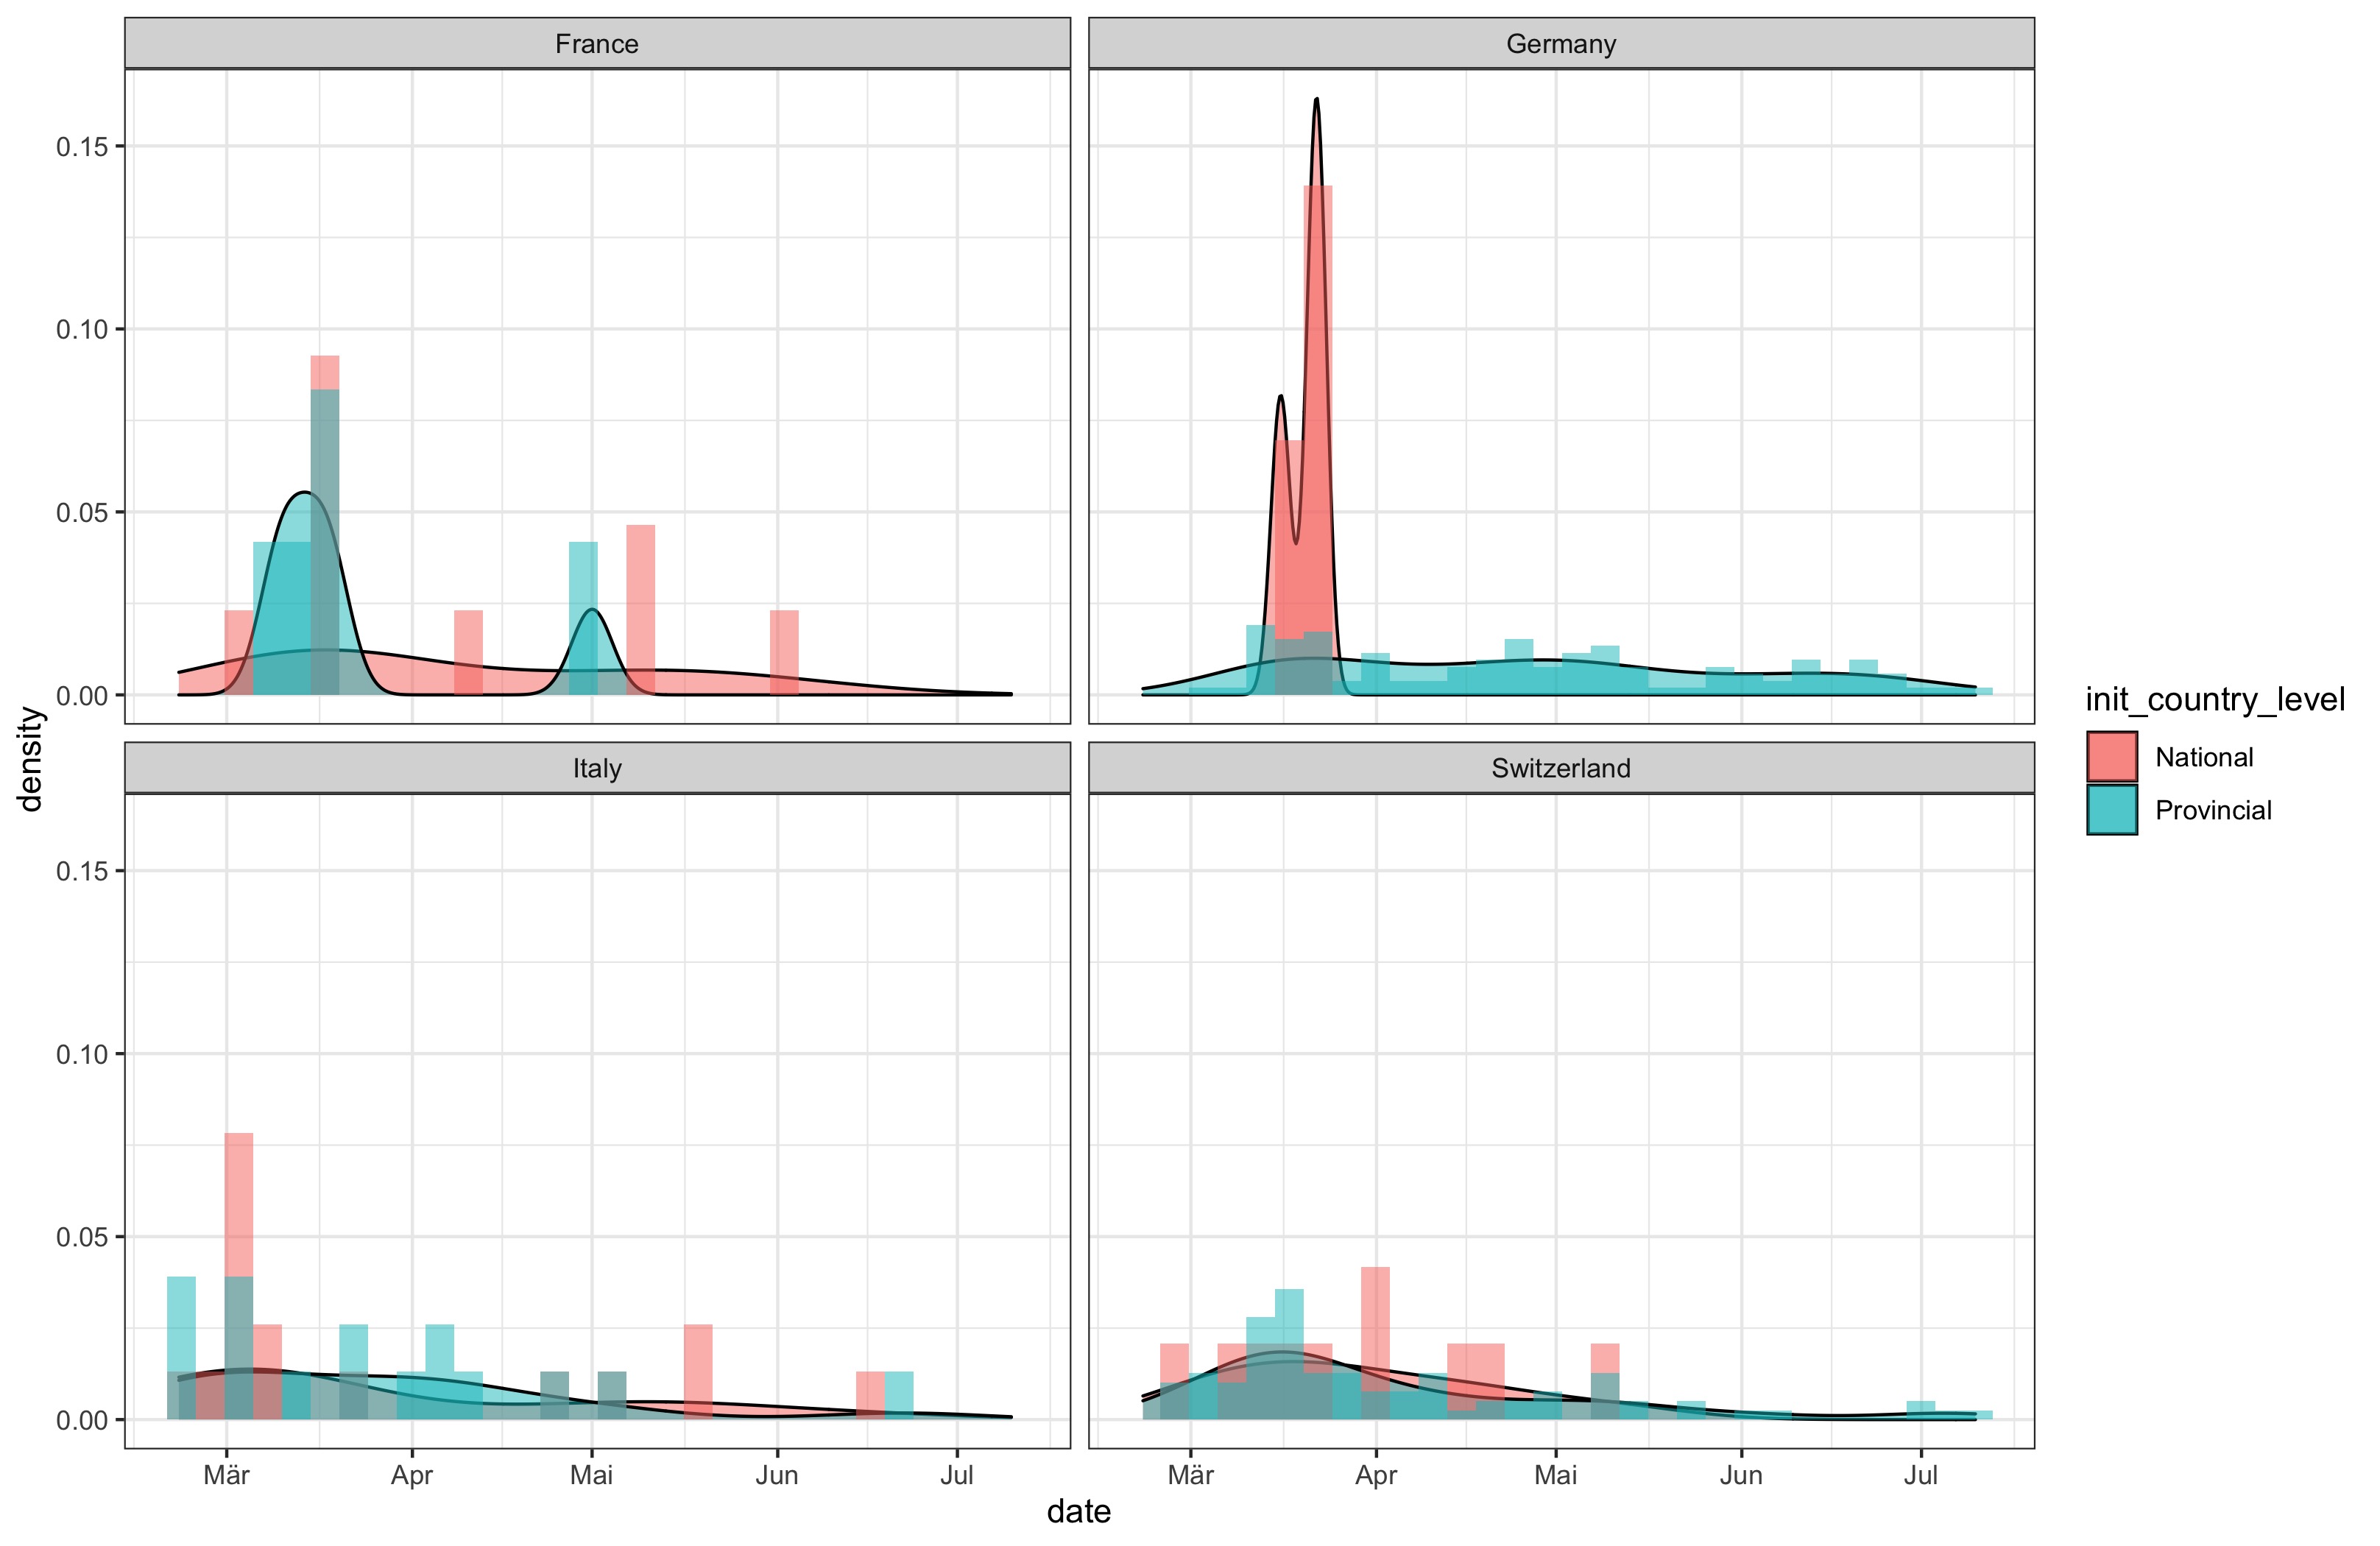 France
Germany
0.15
0.10
0.05
0.00
Italy
Switzerland
0.15
0.10
0.05
0.00
Mär Apr Mai Jun Jul
Mär Apr Mai Jun Jul
date
density
init_country_level
National
Provincial